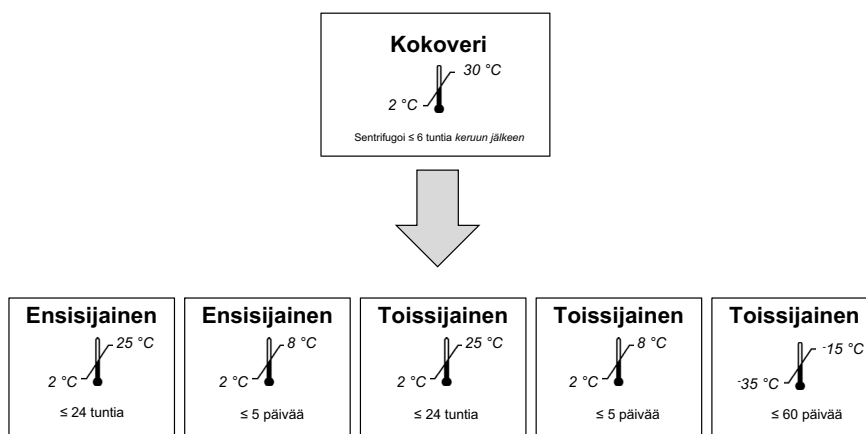 Kokoveri
30 °C
2 °C
Sentrifugoi ≤ 6 tuntia keruun jälkeen
Ensisijainen
25 °C
2 °C
≤ 24 tuntia
Ensisijainen
8 °C
2 °C
≤ 5 päivää
Toissijainen
25 °C
2 °C
≤ 24 tuntia
Toissijainen
8 °C
2 °C
≤ 5 päivää
Toissijainen
-15 °C
-35 °C
≤ 60 päivää